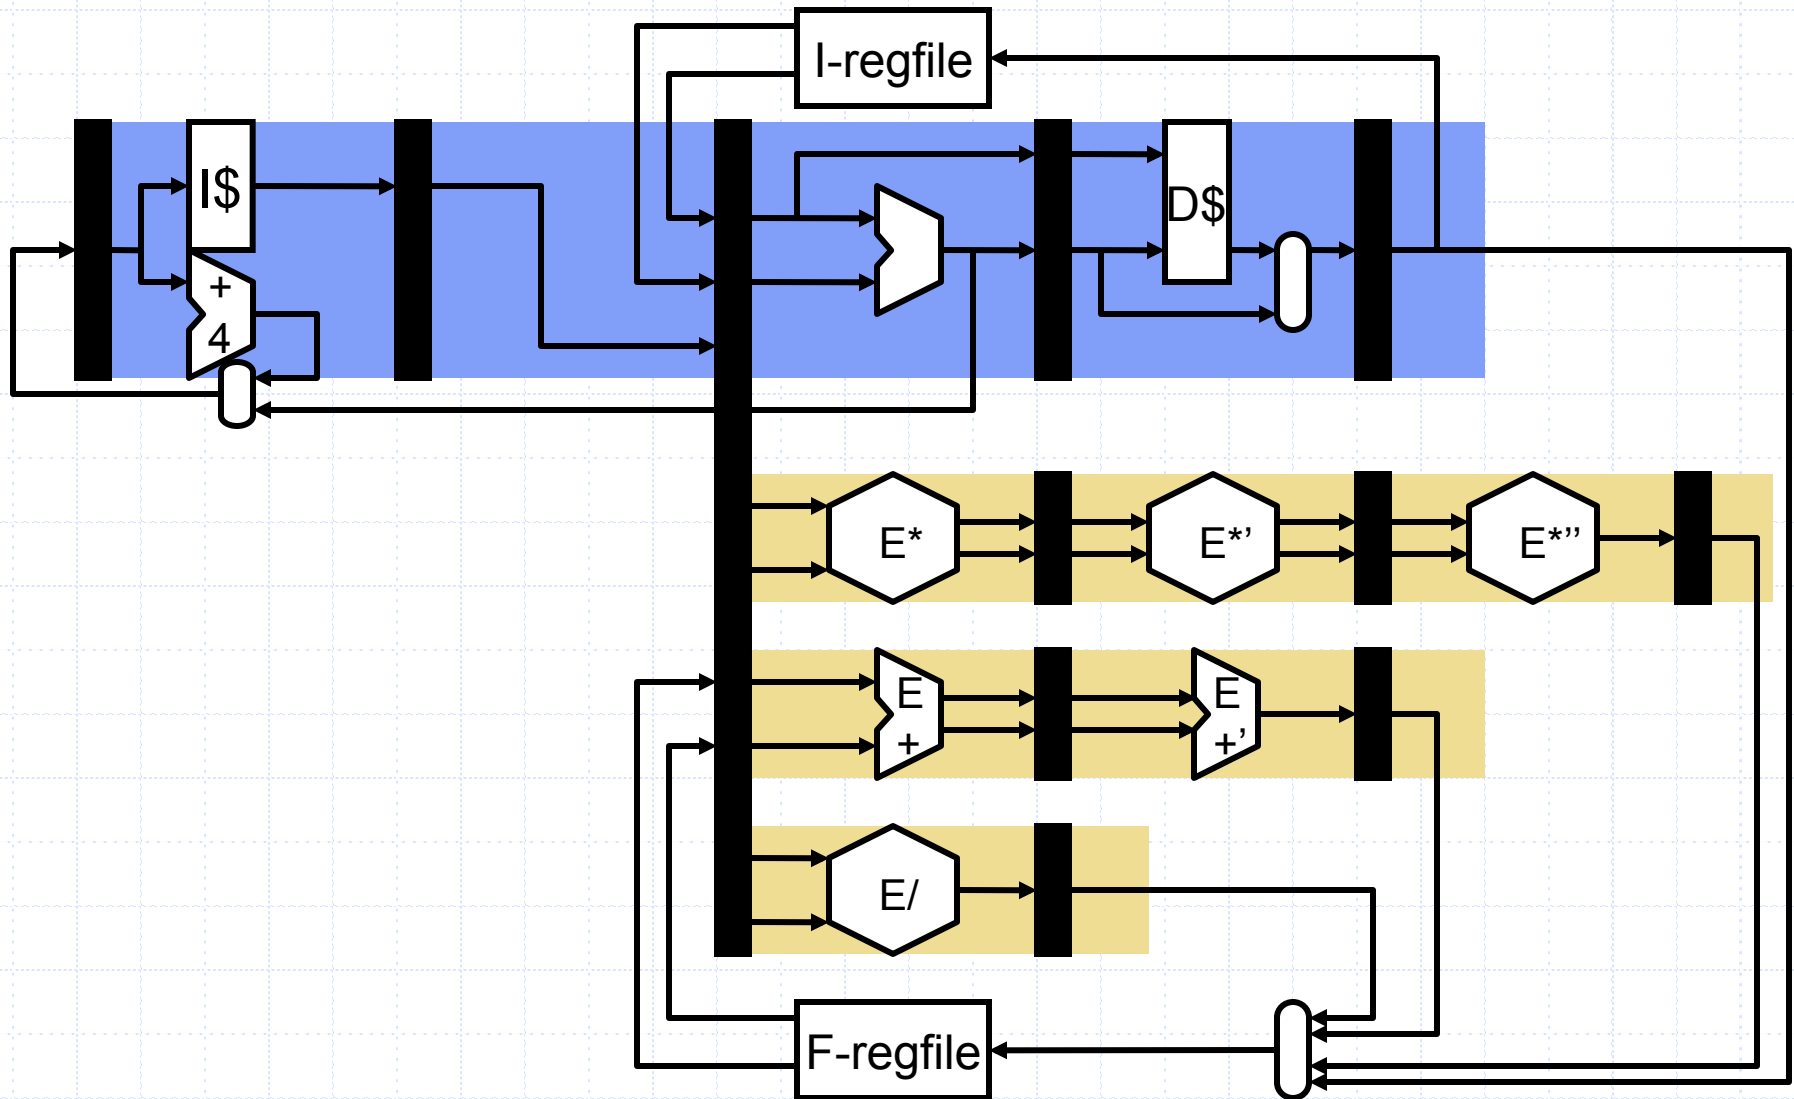 I-regfile
I$
D$
+
4
E*
E*’
E*’’
E
+
E
+’
E/
F-regfile